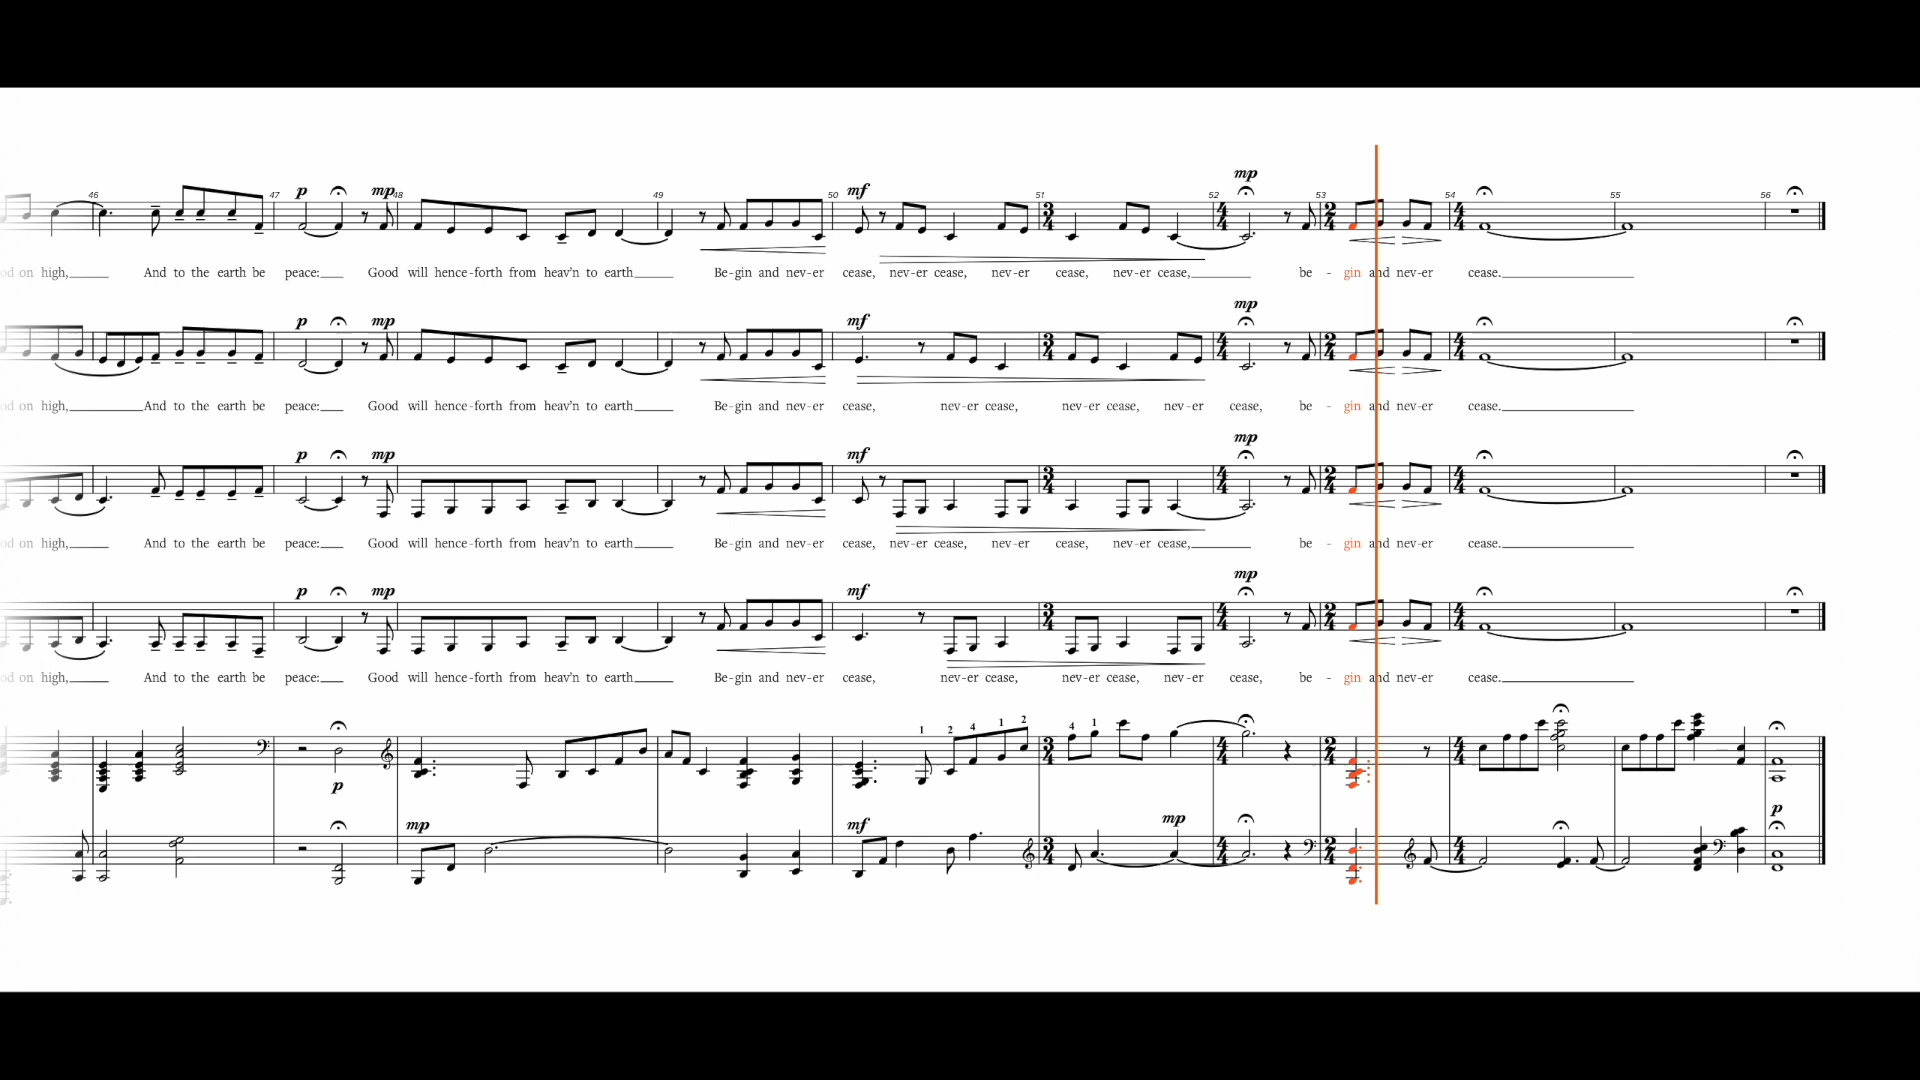 p mp mf mp
46 47 48 49 50 51 52 53 54 55 56
od on high, And to the earth be peace: Good will hence-forth from heav'n to earth Be-gin and nev-er cease, nev-er cease, nev-er cease, nev-er cease, be - gin and nev-er cease.
p mp mf mp
od on high, And to the earth be peace: Good will hence-forth from heav'n to earth Be-gin and nev-er cease, nev-er cease, nev-er cease, nev-er cease, be - gin and nev-er cease.
p mp mf mp
od on high, And to the earth be peace: Good will hence-forth from heav'n to earth Be-gin and nev-er cease, nev-er cease, nev-er cease, nev-er cease, be - gin and nev-er cease.
p mp mf mp
od on high, And to the earth be peace: Good will hence-forth from heav'n to earth Be-gin and nev-er cease, nev-er cease, nev-er cease, nev-er cease, be - gin and nev-er cease.
1 2 4 1 2 4 1
p
p
mp mf mp